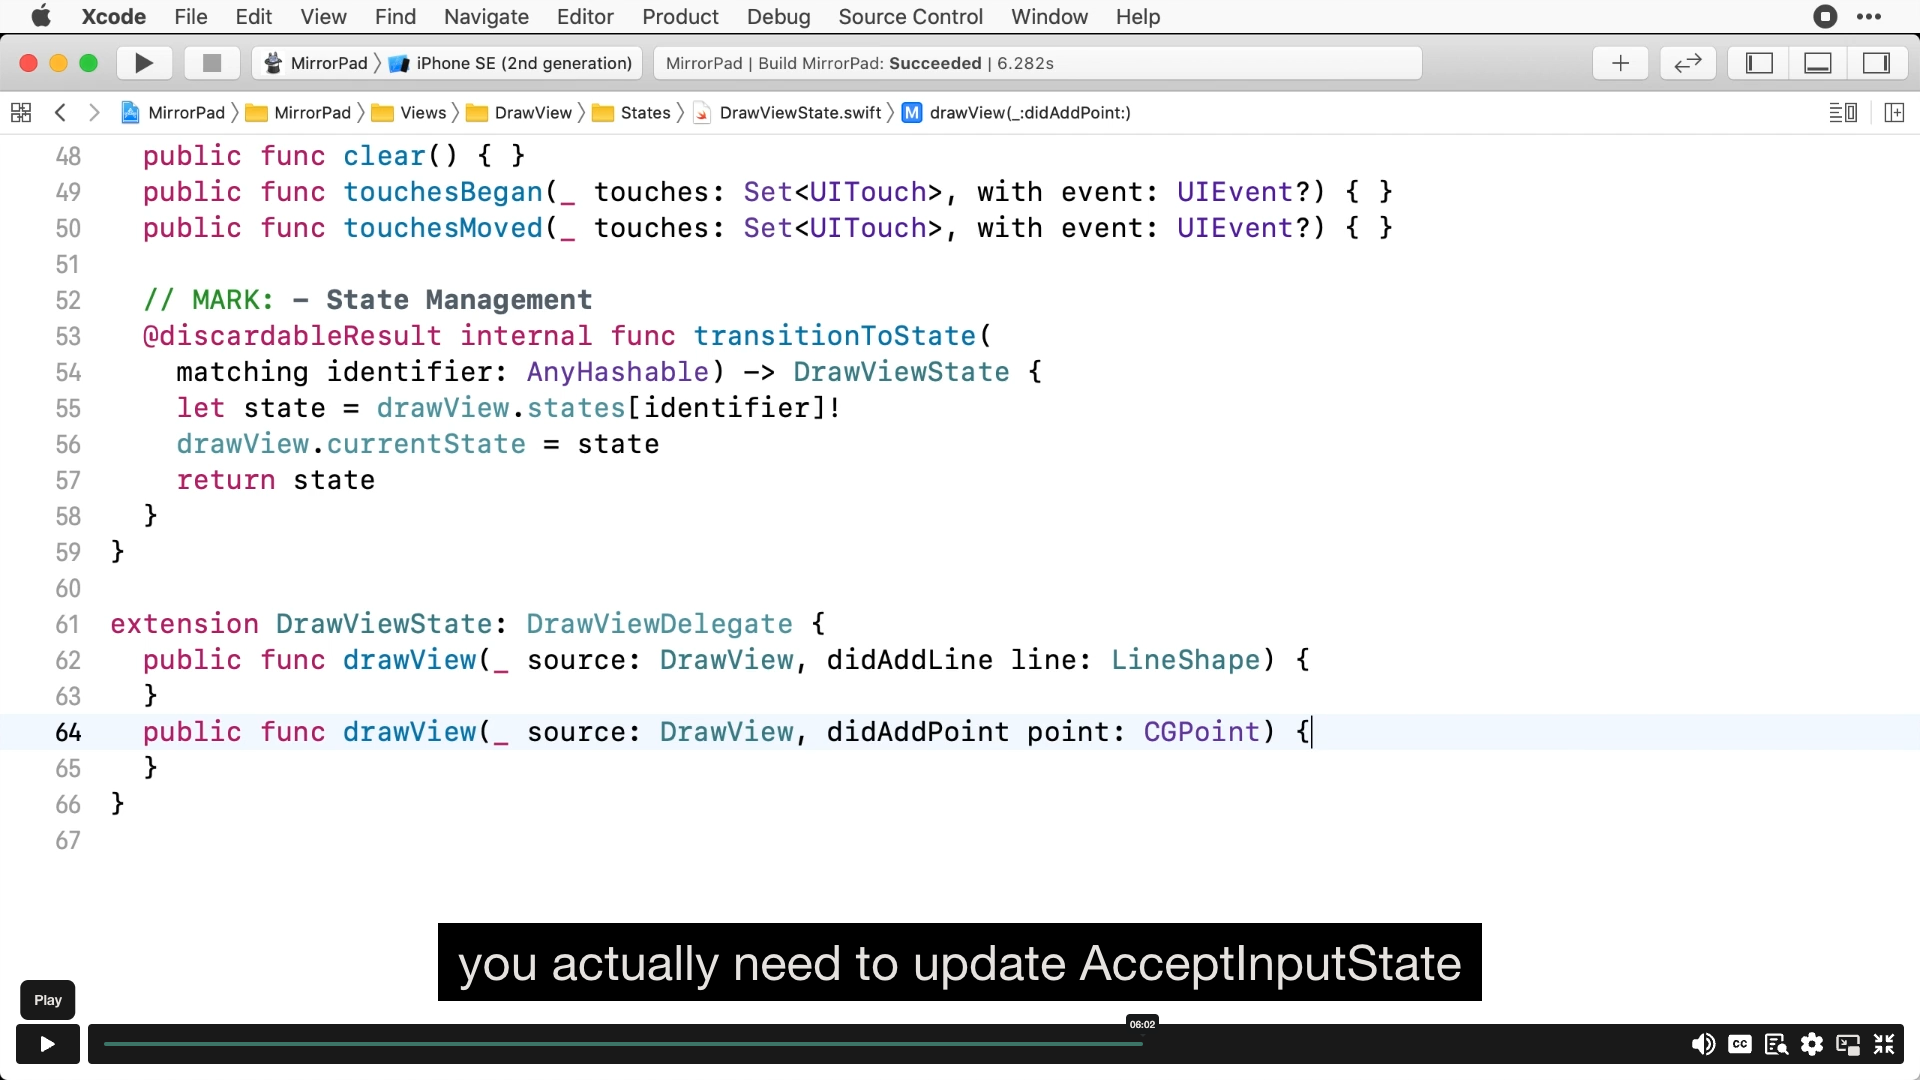 Xcode File Edit View Find Navigate Editor Product Debug Source Control Window Help
MirrorPad iPhone SE (2nd generation) MirrorPad | Build MirrorPad: Succeeded | 6.282s
MirrorPad MirrorPad Views DrawView States DrawViewState.swift M drawView(_:didAddPoint:)
48 public func clear() { }
49 public func touchesBegan(_ touches: Set<UITouch>, with event: UIEvent?) { }
50 public func touchesMoved(_ touches: Set<UITouch>, with event: UIEvent?) { }
51
52 // MARK: - State Management
53 @discardableResult internal func transitionToState(
54 matching identifier: AnyHashable) -> DrawViewState {
55 let state = drawView.states[identifier]!
56 drawView.currentState = state
57 return state
58 }
59 }
60
61 extension DrawViewState: DrawViewDelegate {
62 public func drawView(_ source: DrawView, didAddLine line: LineShape) {
63 }
64 public func drawView(_ source: DrawView, didAddPoint point: CGPoint) {
65 }
66 }
67
you actually need to update AcceptInputState
Play
06:02
CC